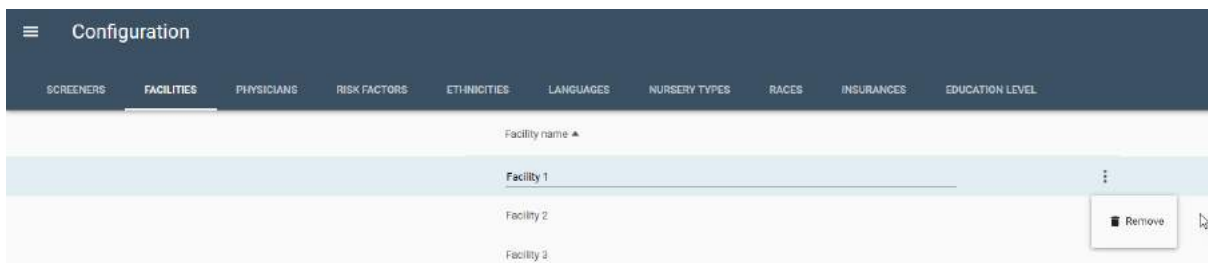 Configuration
SCREENERS FACILITIES PHYSICIANS RISK FACTORS ETHNICITIES LANGUAGES NURSERY TYPES RACES INSURANCES EDUCATION LEVEL
Facility name
Facility 1
Facility 2
Remove
Facility 3